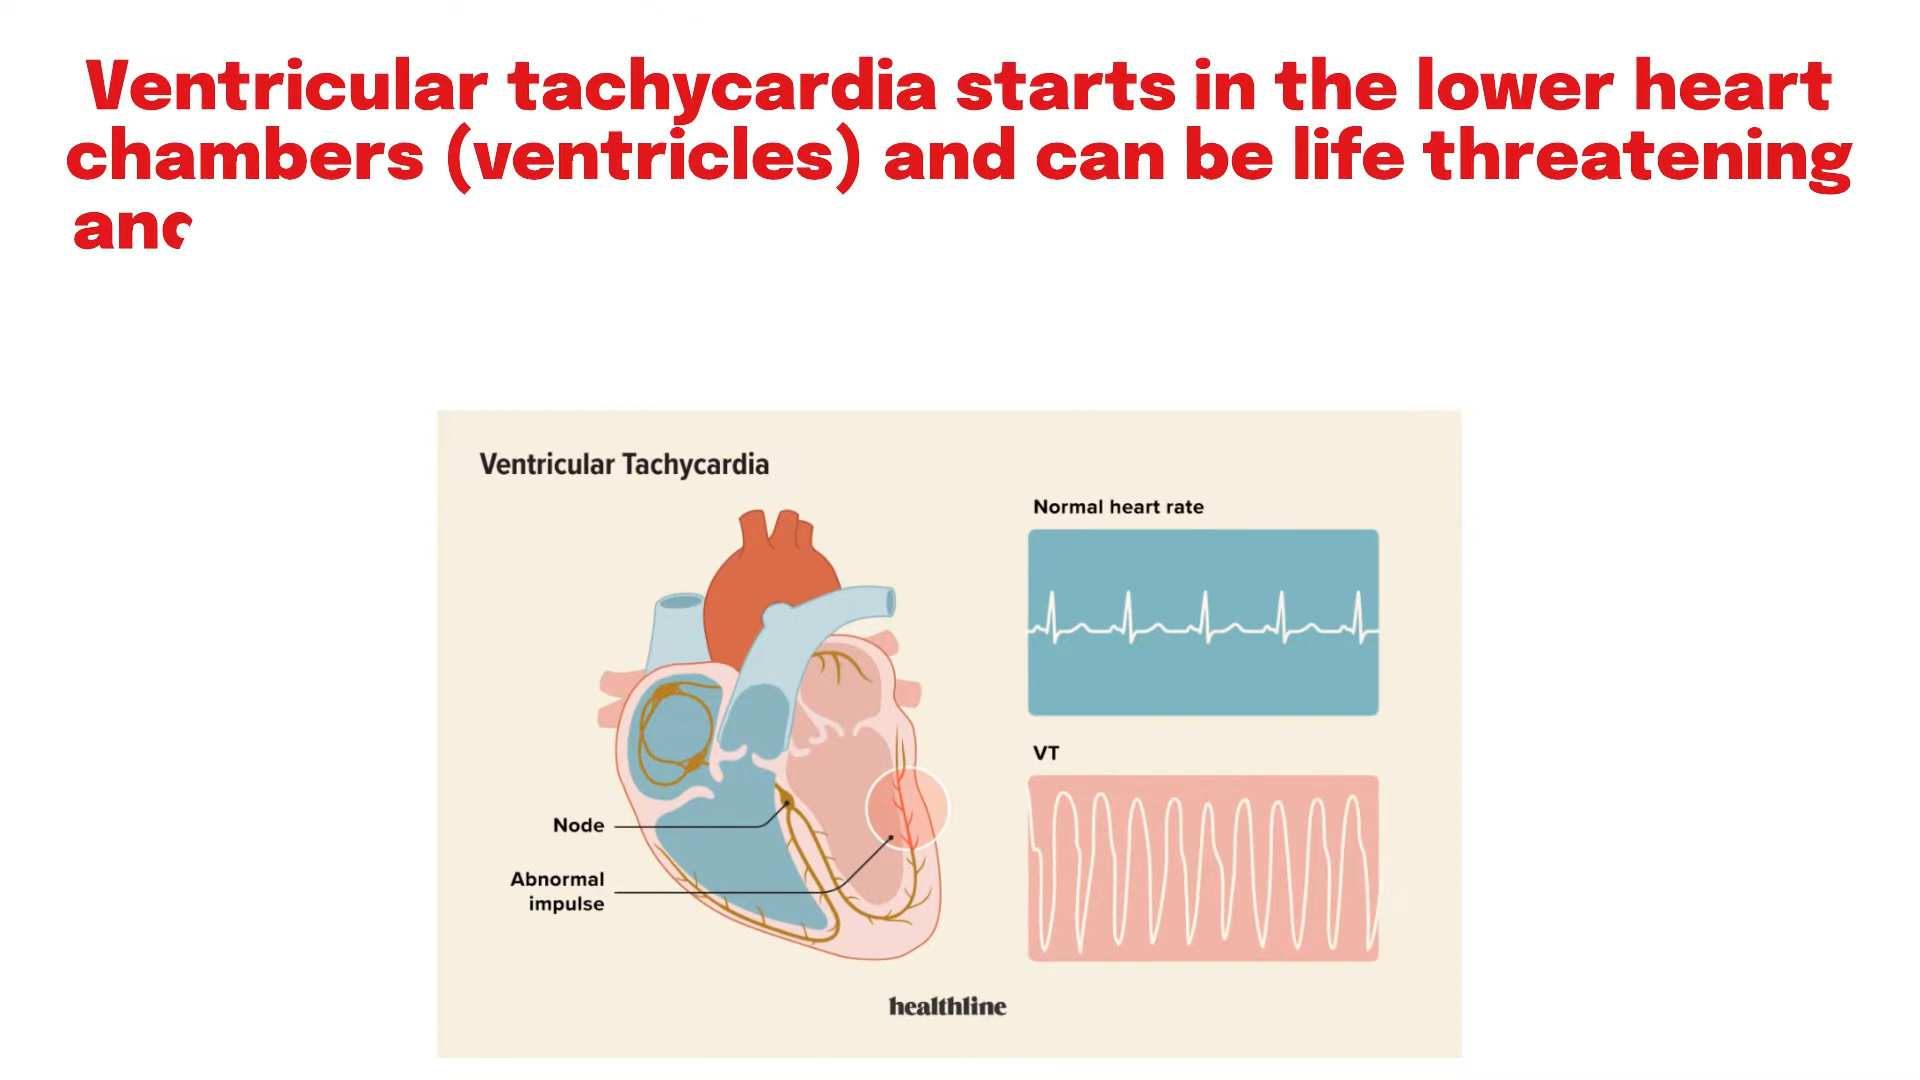 Ventricular tachycardia starts in the lower heart
chambers (ventricles) and can be life threatening
and
Ventricular Tachycardia
Normal heart rate
VT
Node
Abnormal
impulse
healthline